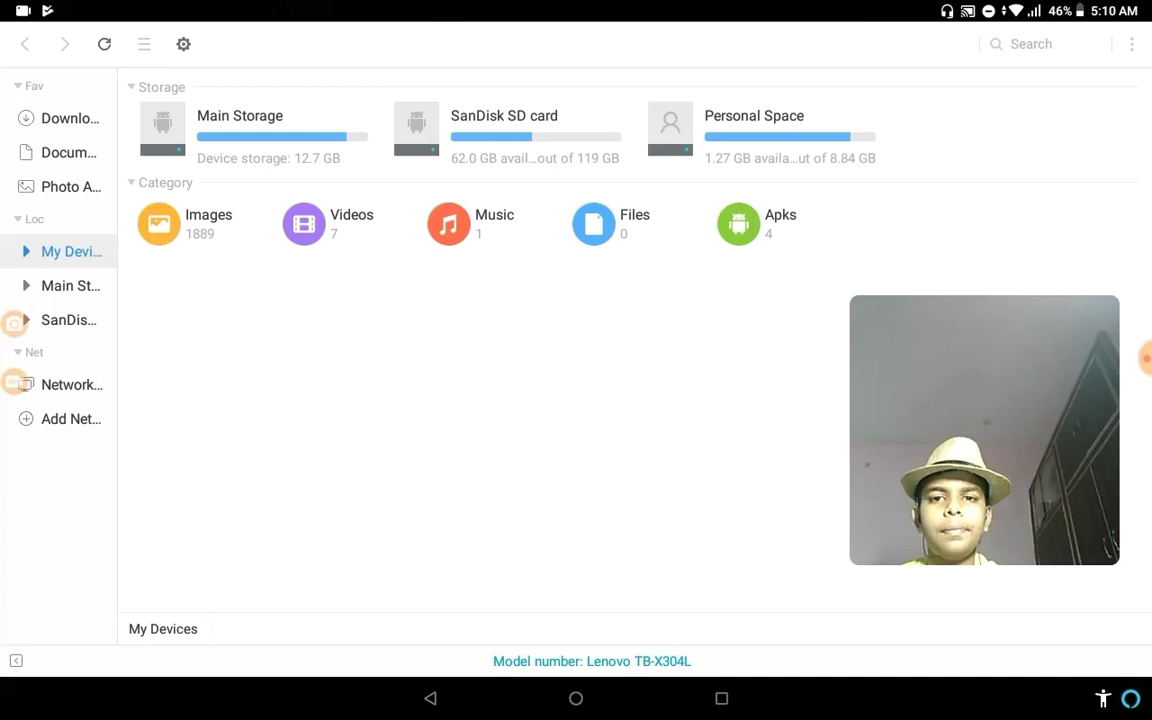 46% 5:10 AM
Search
Fav
Downlo...
Docum...
Photo A...
Loc
My Devi...
Main St...
SanDis...
Net
Network...
Add Net...
Storage
Main Storage
Device storage: 12.7 GB
SanDisk SD card
62.0 GB avail...out of 119 GB
Personal Space
1.27 GB availa...ut of 8.84 GB
Category
Images
1889
Videos
7
Music
1
Files
0
Apks
4
My Devices
Model number: Lenovo TB-X304L